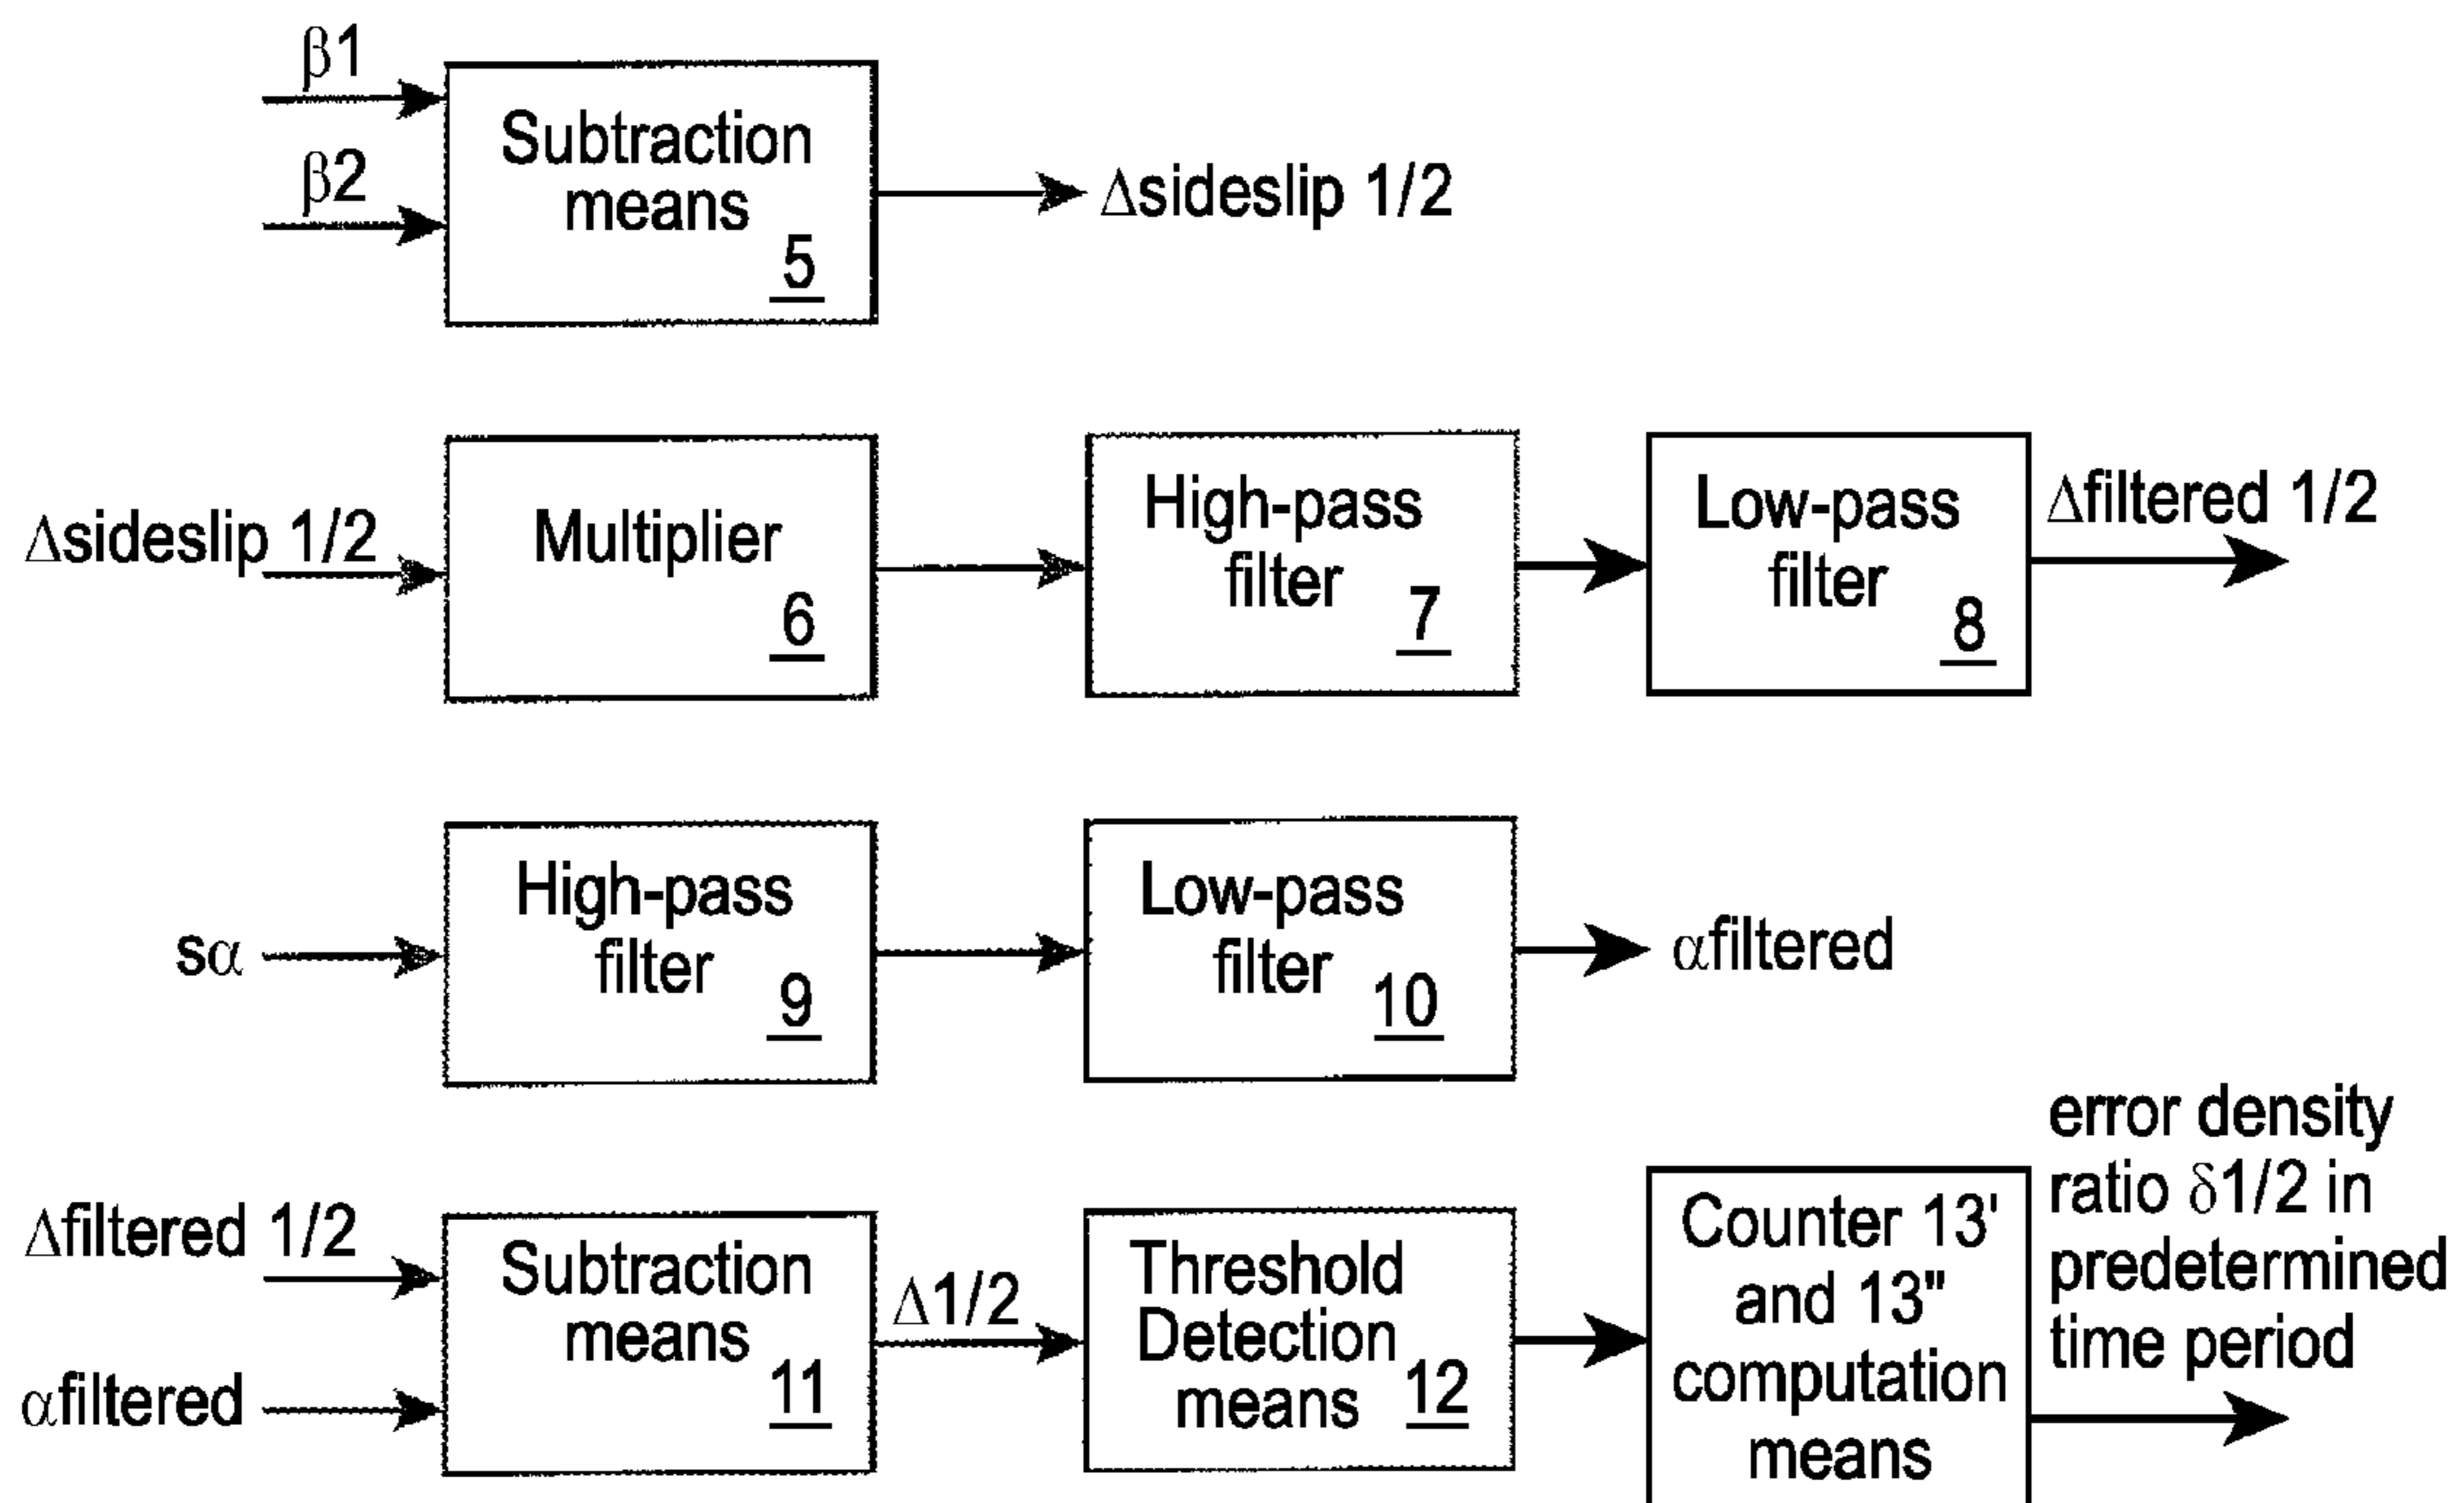 β1
β2
Subtraction
means
5
Δsideslip 1/2
Δsideslip 1/2
Multiplier
6
High-pass
filter
7
Low-pass
filter
8
Δfiltered 1/2
sα
High-pass
filter
9
Low-pass
filter
10
αfiltered
Δfiltered 1/2
αfiltered
Subtraction
means
11
Δ1/2
Threshold
Detection
means 12
Counter 13'
and 13"
computation
means
error density
ratio δ1/2 in
predetermined
time period